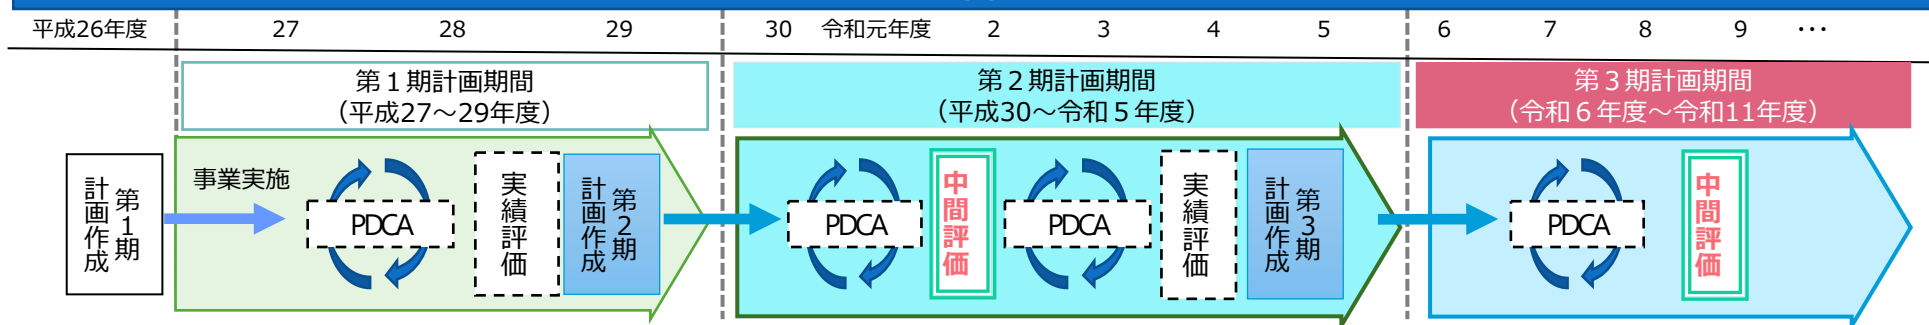 平成26年度 27 28 29 30 令和元年度 2 3 4 5 6 7 8 9 …
第１期計画期間
（平成27～29年度）
第２期計画期間
（平成30～令和５年度）
第３期計画期間
（令和６年度～令和11年度）
第１期
計画作成
事業実施
PDCA
実績評価
第２期
計画作成
PDCA
中間評価
PDCA
実績評価
第３期
計画作成
PDCA
中間評価